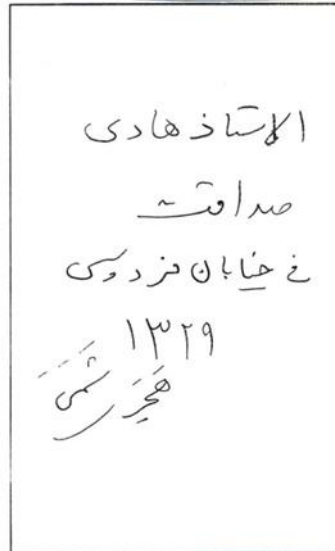 الاستاذ هادی
صداقت
خ خیابان فردوسی
۱۳۲۹
هجری شمسی